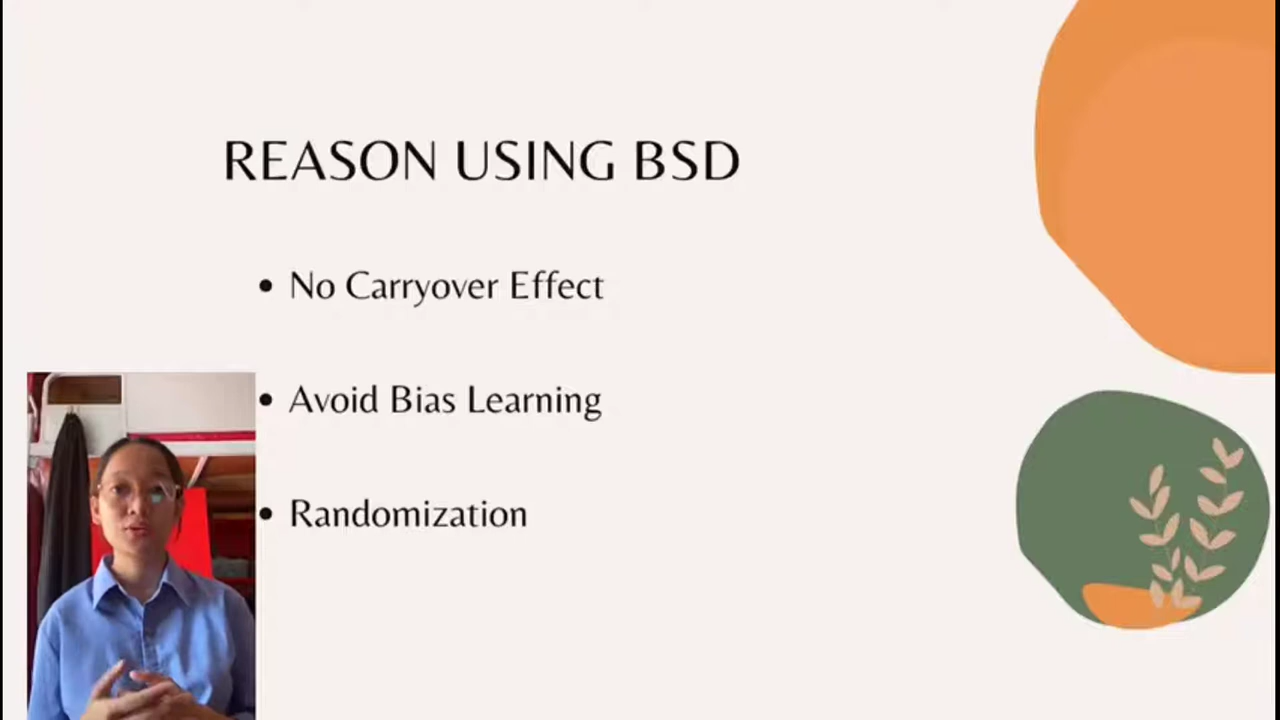 REASON USING BSD
• No Carryover Effect
• Avoid Bias Learning
• Randomization